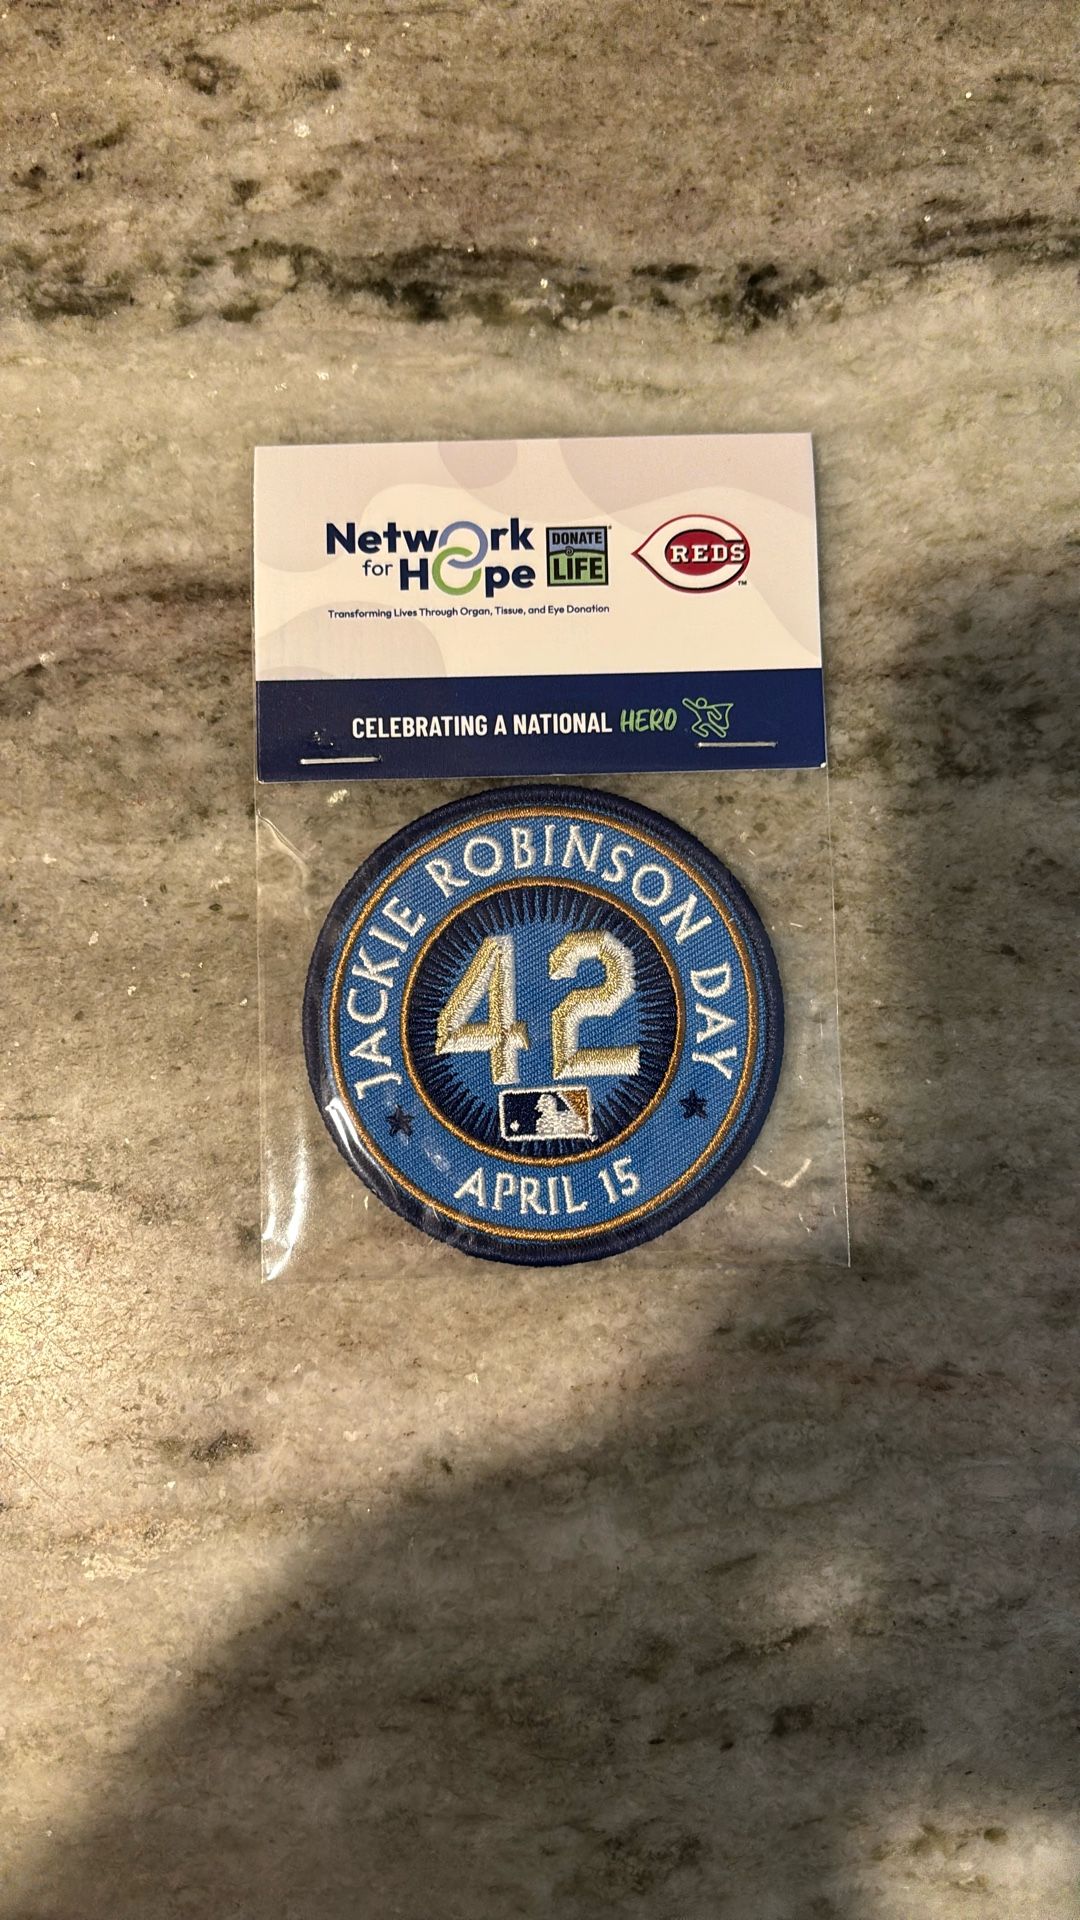 Network
for Hope
DONATE
LIFE
REDS™
Transforming Lives Through Organ, Tissue, and Eye Donation
CELEBRATING A NATIONAL HERO
JACKIE ROBINSON DAY
42
APRIL 15